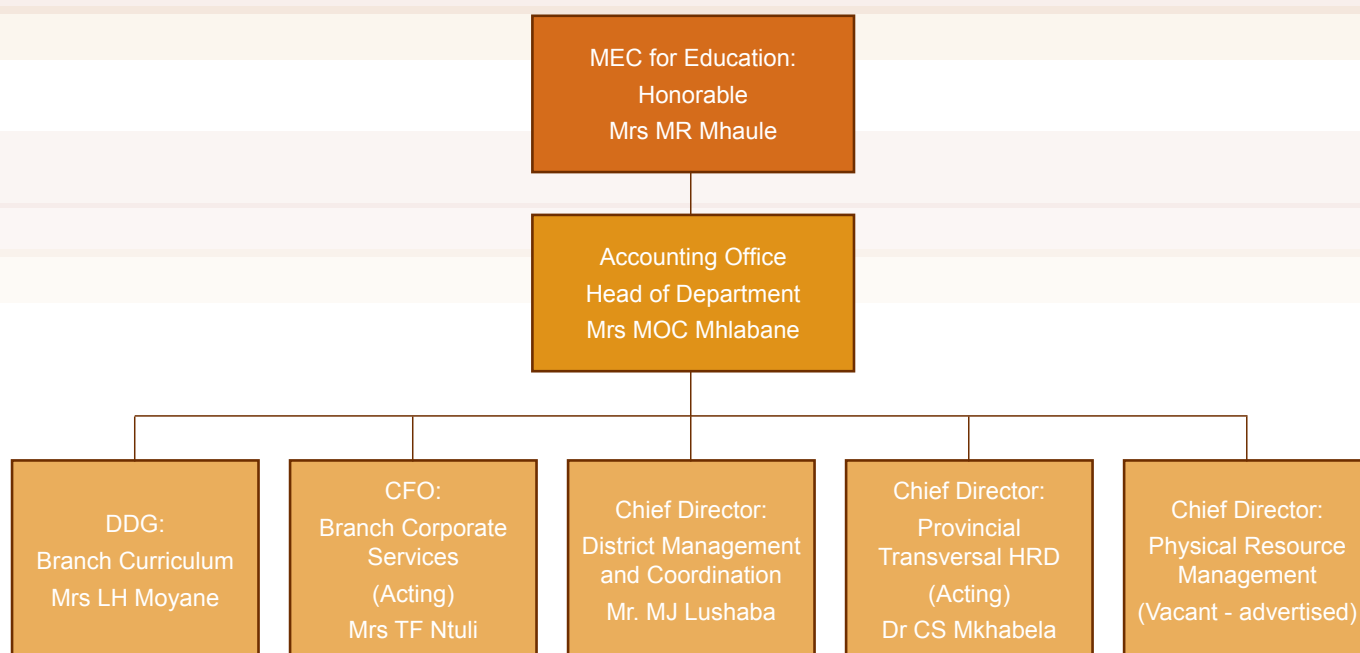 MEC for Education:
Honorable
Mrs MR Mhaule
Accounting Office
Head of Department
Mrs MOC Mhlabane
DDG:
Branch Curriculum
Mrs LH Moyane
CFO:
Branch Corporate
Services
(Acting)
Mrs TF Ntuli
Chief Director:
District Management
and Coordination
Mr. MJ Lushaba
Chief Director:
Provincial
Transversal HRD
(Acting)
Dr CS Mkhabela
Chief Director:
Physical Resource
Management
(Vacant - advertised)